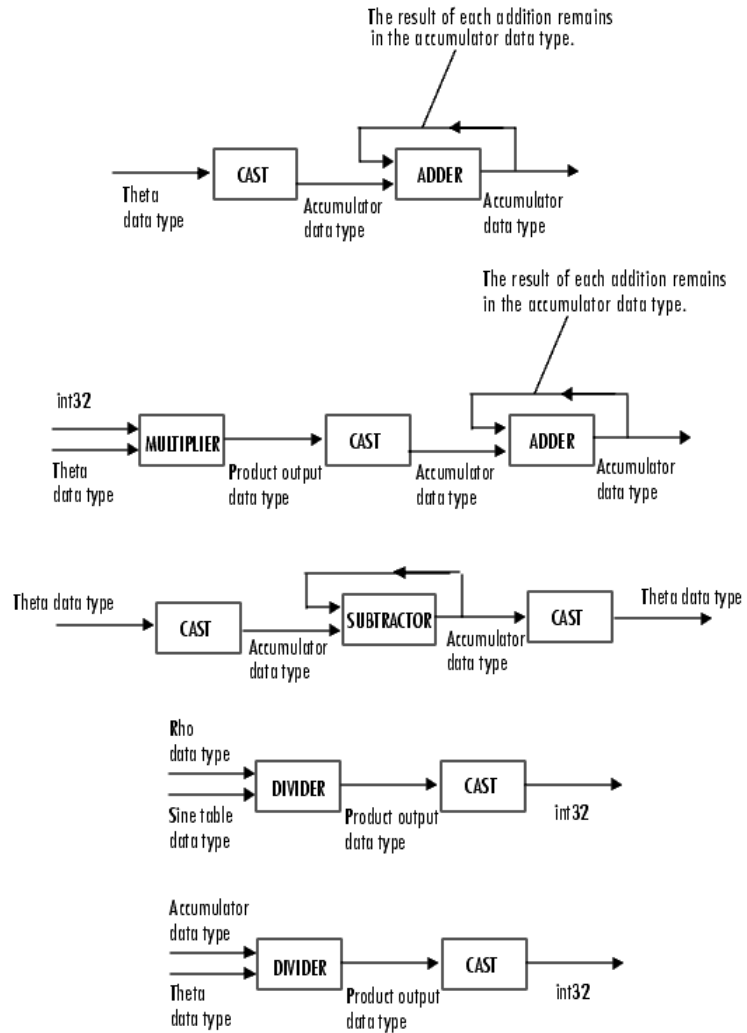 The result of each addition remains
in the accumulator data type.
CAST
ADDER
Theta
data type
Accumulator
data type
Accumulator
data type
The result of each addition remains
in the accumulator data type.
int32
MULTIPLIER
CAST
ADDER
Theta
data type
Product output
data type
Accumulator
data type
Accumulator
data type
Theta data type
CAST
Accumulator
data type
SUBTRACTOR
Accumulator
data type
CAST
Theta data type
Rho
data type
DIVIDER
CAST
Sine table
data type
Product output
data type
int32
Accumulator
data type
DIVIDER
CAST
Theta
data type
Product output
data type
int32